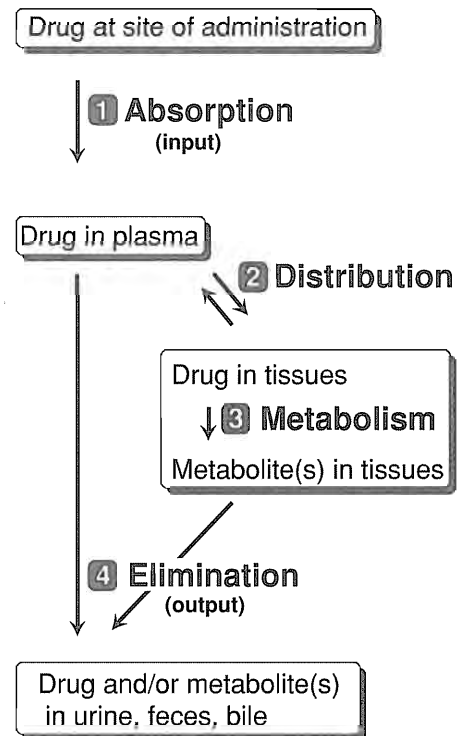 Drug at site of administration
1 Absorption
(input)
Drug in plasma
2 Distribution
Drug in tissues
3 Metabolism
Metabolite(s) in tissues
4 Elimination
(output)
Drug and/or metabolite(s)
in urine, feces, bile